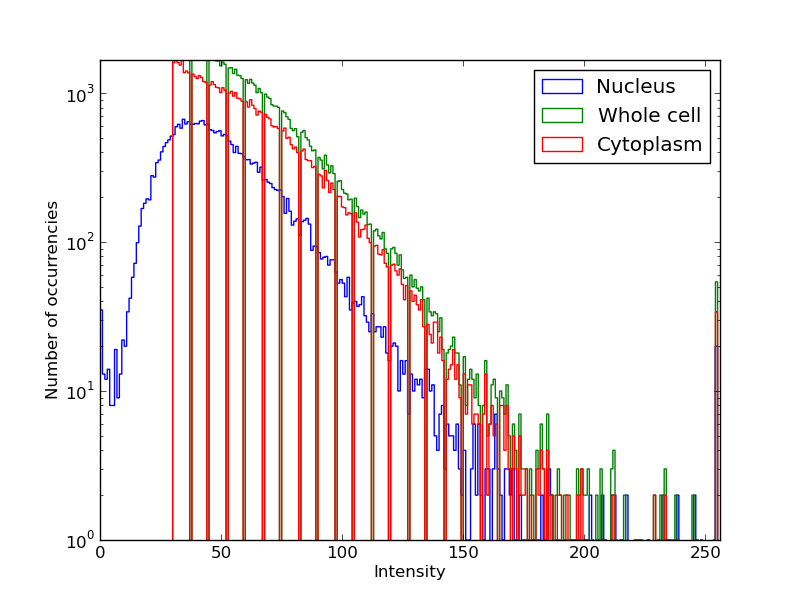 Nucleus
Whole cell
Cytoplasm
Number of occurrencies
10³
10²
10¹
10⁰
0 50 100 150 200 250
Intensity